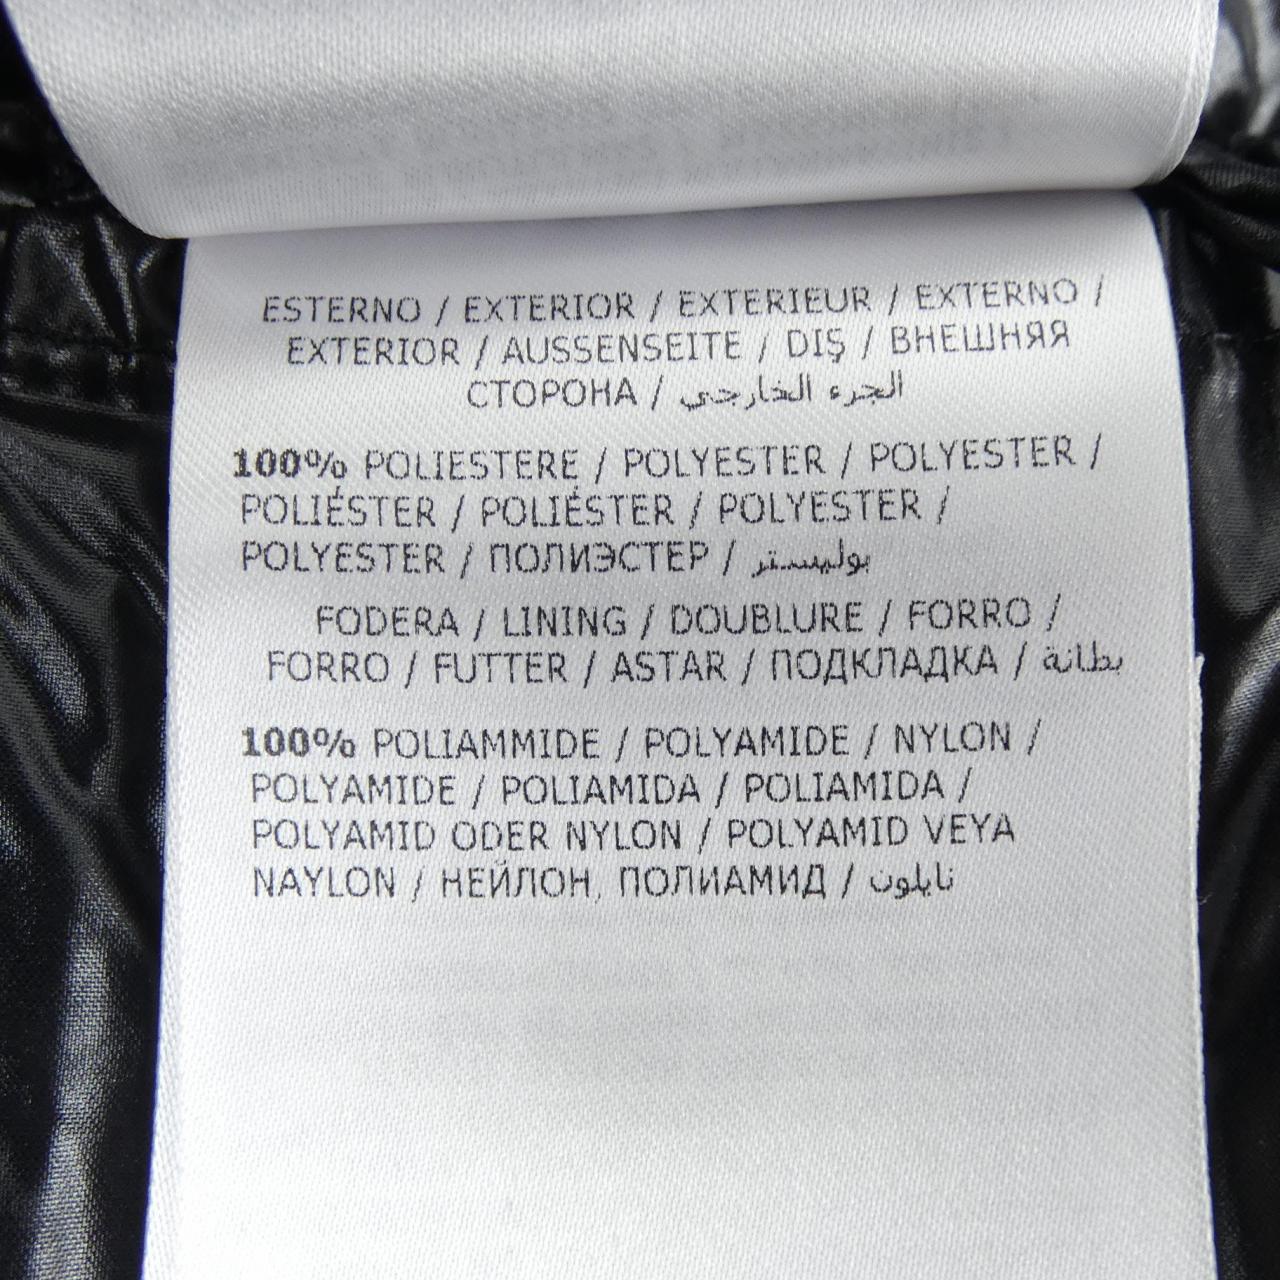 ESTERNO / EXTERIOR / EXTERIEUR / EXTERNO /
EXTERIOR / AUSSENSEITE / DIŞ / ВНЕШНЯЯ
СТОРОНА / الجزء الخارجي
100% POLIESTERE / POLYESTER / POLYESTER /
POLIÉSTER / POLIÉSTER / POLYESTER /
POLYESTER / ПОЛИЭСТЕР / بوليستر
FODERA / LINING / DOUBLURE / FORRO /
FORRO / FUTTER / ASTAR / ПОДКЛАДКА / بطانة
100% POLIAMMIDE / POLYAMIDE / NYLON /
POLYAMIDE / POLIAMIDA / POLIAMIDA /
POLYAMID ODER NYLON / POLYAMID VEYA
NAYLON / НЕЙЛОН, ПОЛИАМИД / نايلون